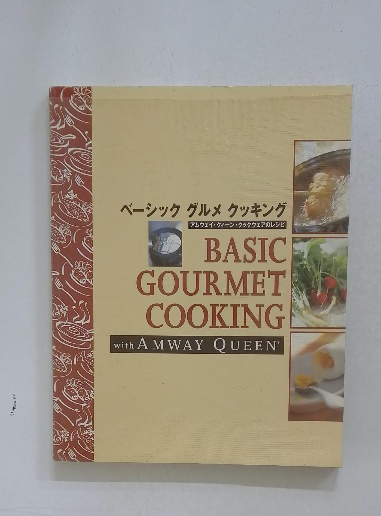 ベーシック グルメ クッキング
アムウェイ・クィーン・クックウェアのレシピ
BASIC
GOURMET
COOKING
with AMWAY QUEEN®